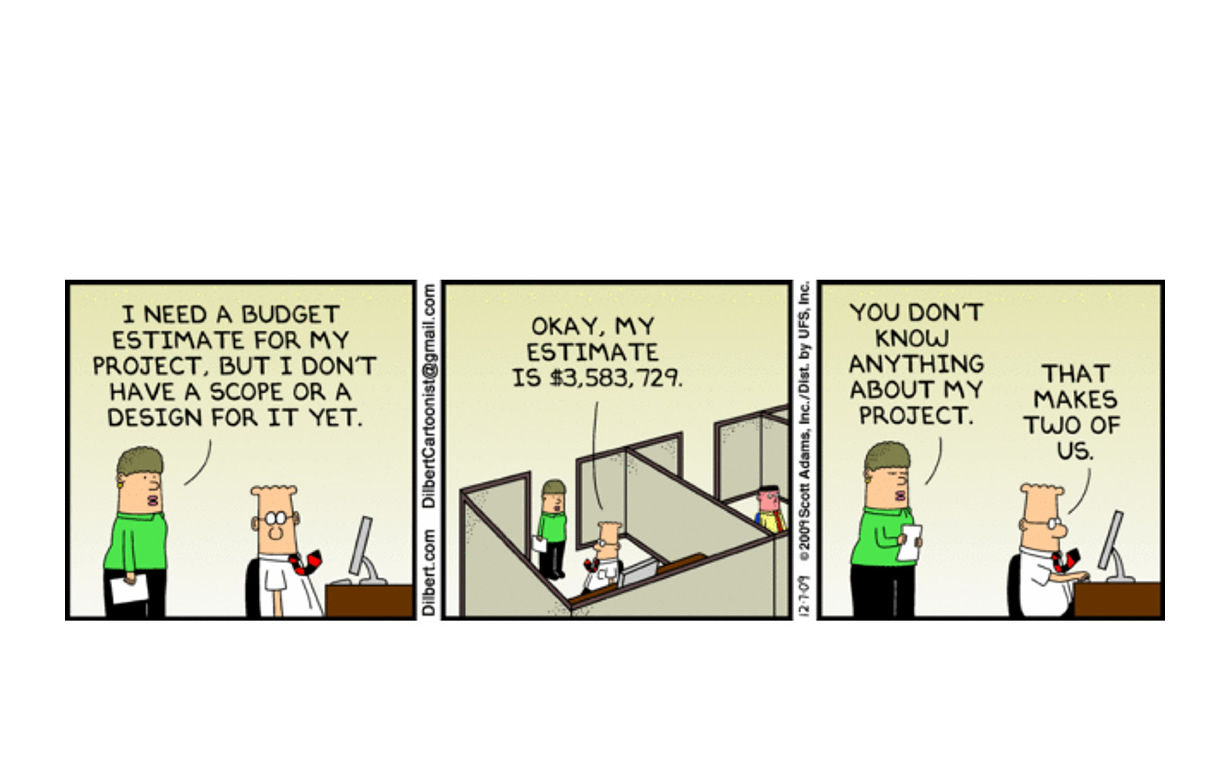 I NEED A BUDGET
ESTIMATE FOR MY
PROJECT, BUT I DON'T
HAVE A SCOPE OR A
DESIGN FOR IT YET.
Dilbert.com DilbertCartoonist@gmail.com
OKAY, MY
ESTIMATE
IS $3,583,729.
12-7-09 ©2009 Scott Adams, Inc./Dist. by UFS, Inc.
YOU DON'T
KNOW
ANYTHING
ABOUT MY
PROJECT.
THAT
MAKES
TWO OF
US.